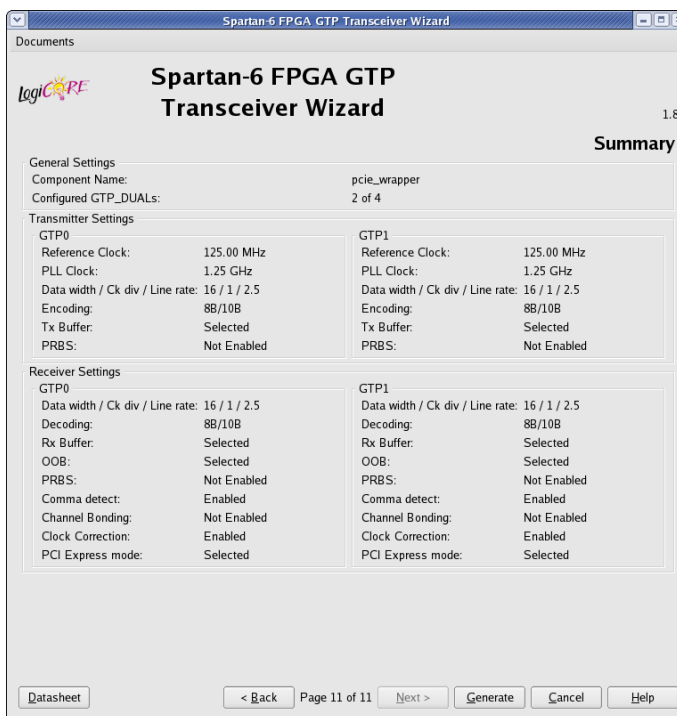 Spartan-6 FPGA GTP Transceiver Wizard
Documents
LogiCORE
Spartan-6 FPGA GTP
Transceiver Wizard
1.8
Summary
General Settings
Component Name: pcie_wrapper
Configured GTP_DUALs: 2 of 4
Transmitter Settings
GTP0 GTP1
Reference Clock: 125.00 MHz Reference Clock: 125.00 MHz
PLL Clock: 1.25 GHz PLL Clock: 1.25 GHz
Data width / Ck div / Line rate: 16 / 1 / 2.5 Data width / Ck div / Line rate: 16 / 1 / 2.5
Encoding: 8B/10B Encoding: 8B/10B
Tx Buffer: Selected Tx Buffer: Selected
PRBS: Not Enabled PRBS: Not Enabled
Receiver Settings
GTP0 GTP1
Data width / Ck div / Line rate: 16 / 1 / 2.5 Data width / Ck div / Line rate: 16 / 1 / 2.5
Decoding: 8B/10B Decoding: 8B/10B
Rx Buffer: Selected Rx Buffer: Selected
OOB: Selected OOB: Selected
PRBS: Not Enabled PRBS: Not Enabled
Comma detect: Enabled Comma detect: Enabled
Channel Bonding: Not Enabled Channel Bonding: Not Enabled
Clock Correction: Enabled Clock Correction: Enabled
PCI Express mode: Selected PCI Express mode: Selected
Datasheet < Back Page 11 of 11 Next > Generate Cancel Help